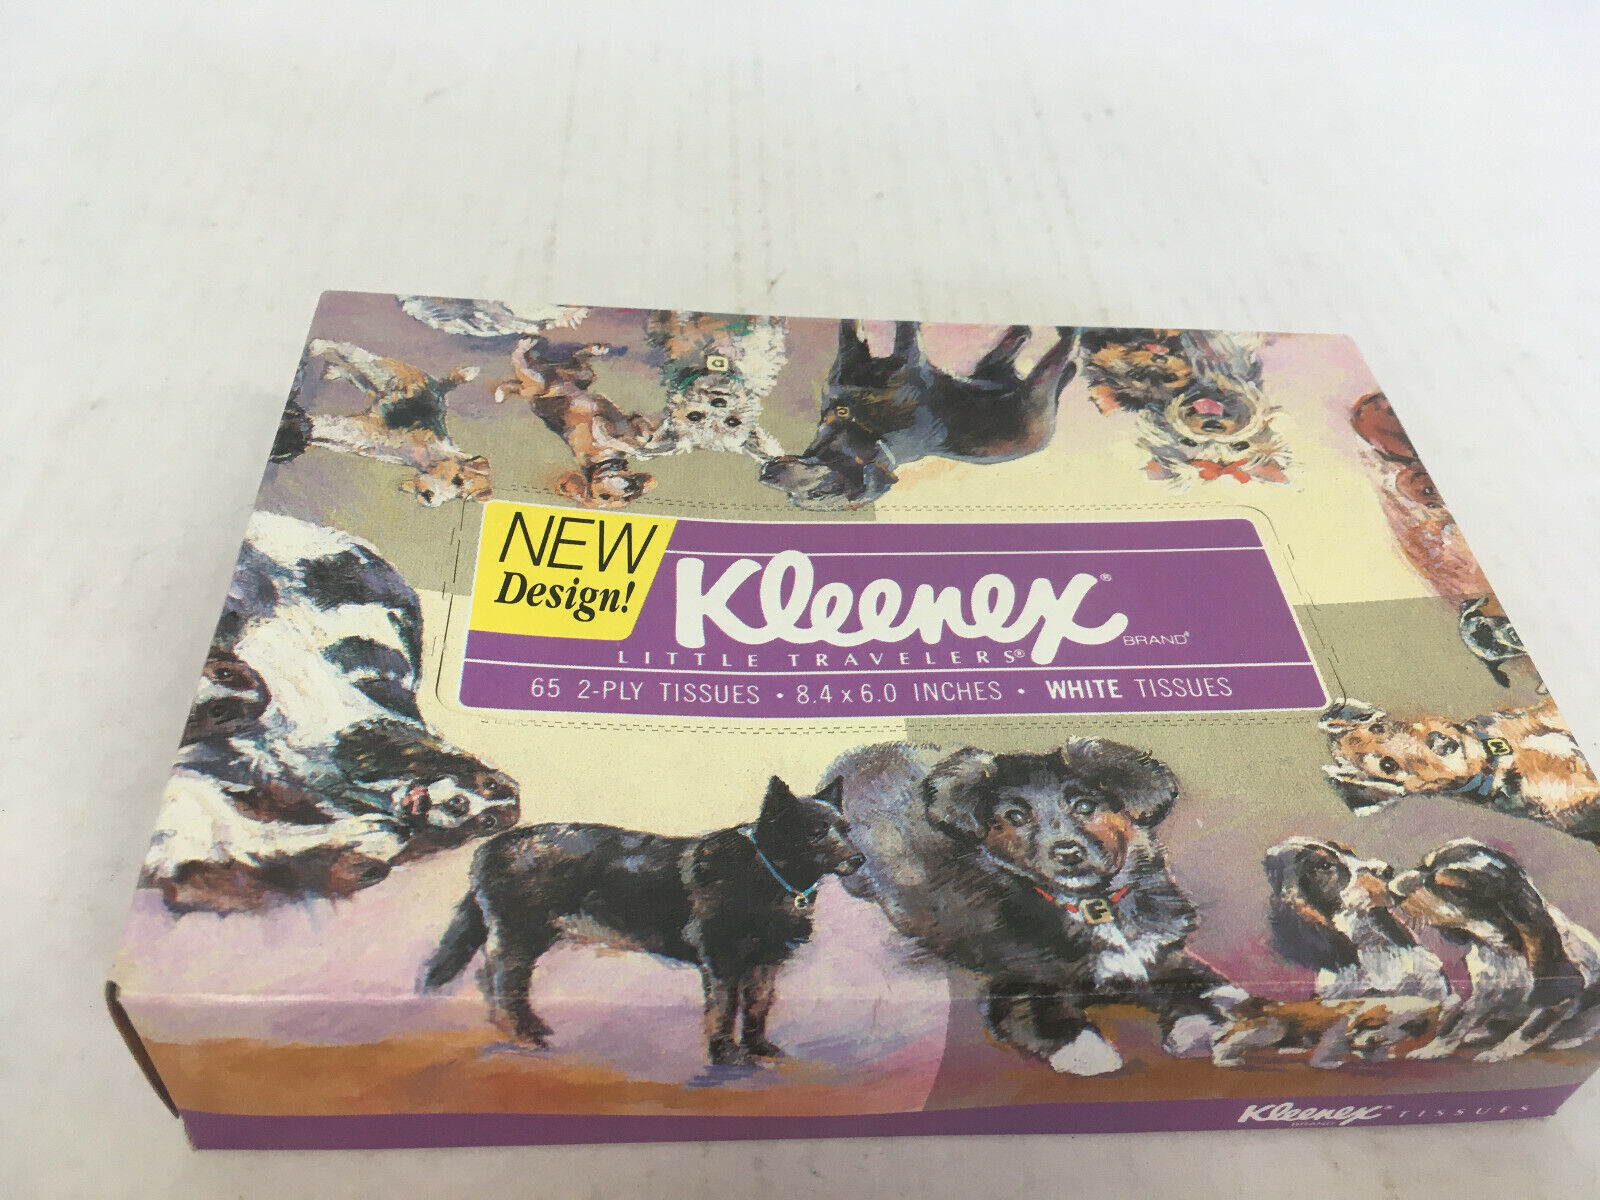 NEW
Design!
Kleenex®
BRAND®
LITTLE TRAVELERS®
65 2-PLY TISSUES • 8.4 x 6.0 INCHES • WHITE TISSUES
Kleenex® TISSUES
BRAND